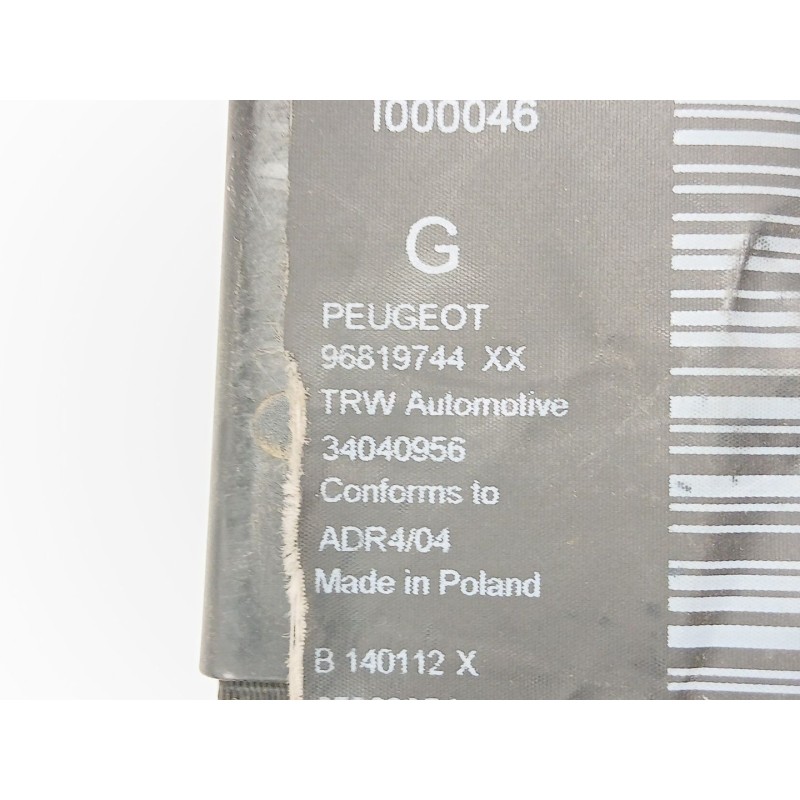 I000046
G
PEUGEOT
96819744 XX
TRW Automotive
34040956
Conforms to
ADR4/04
Made in Poland
B 140112 X